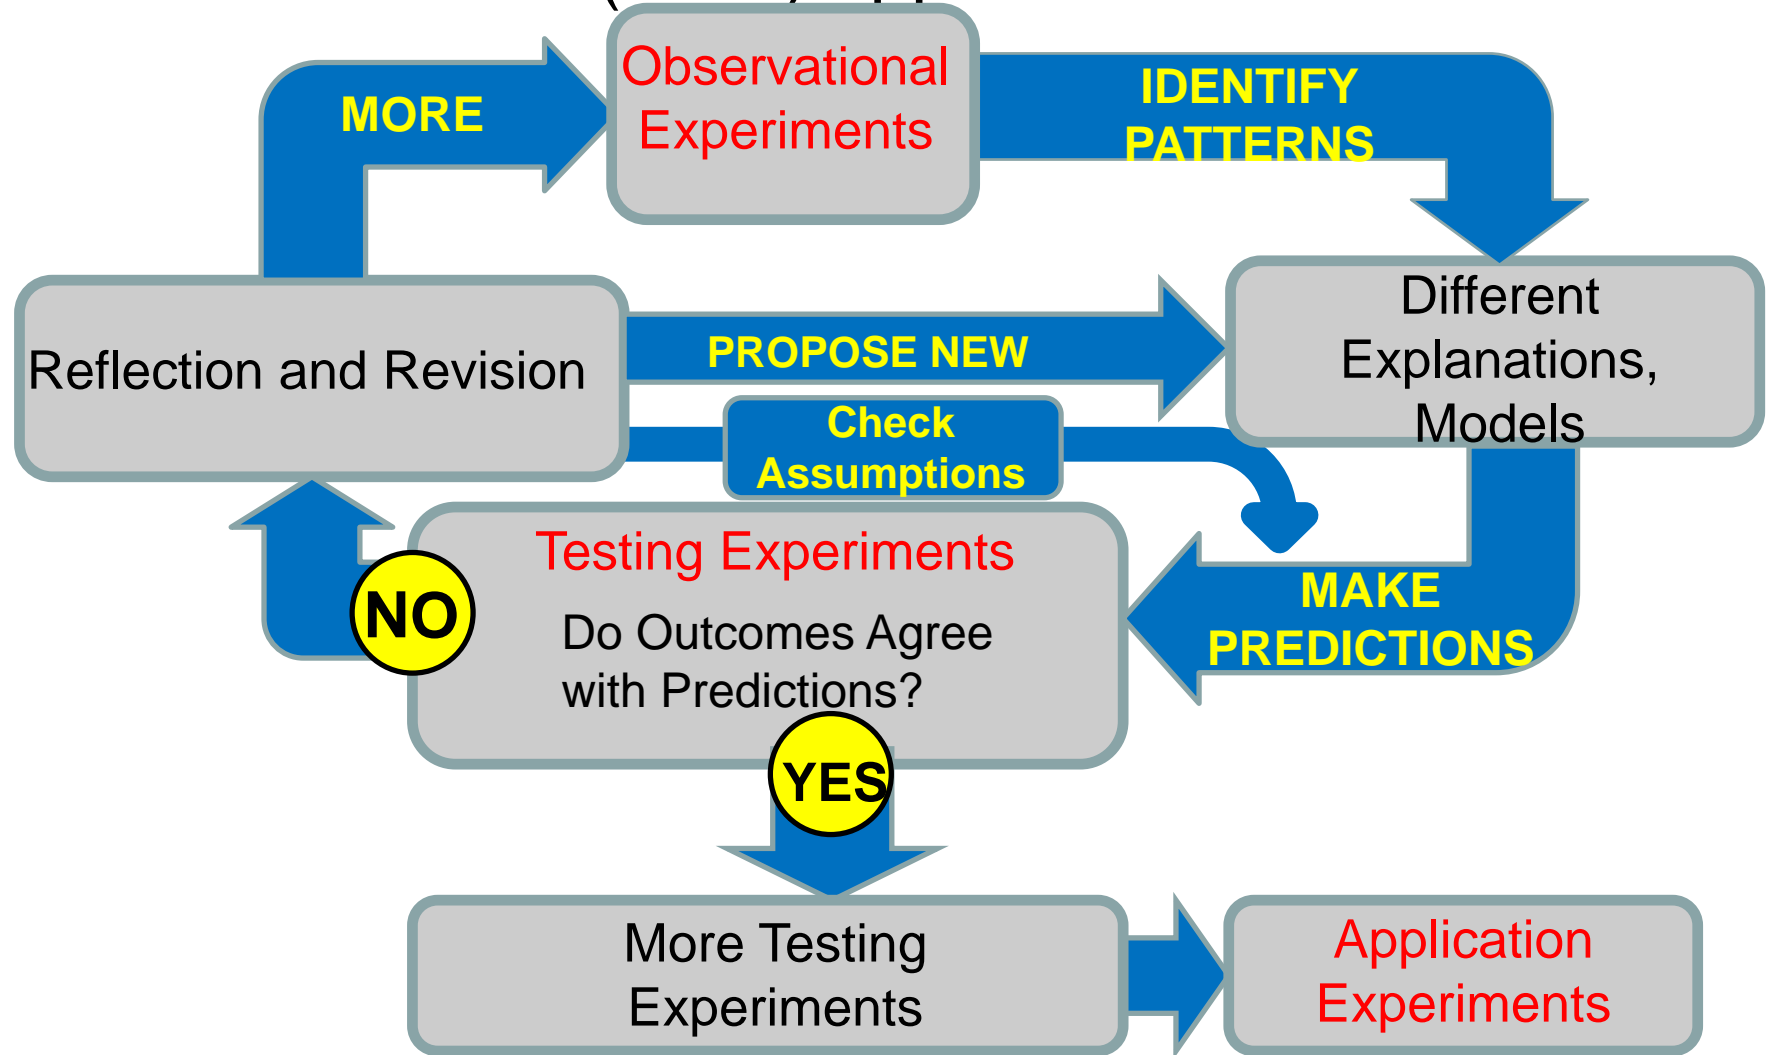 Observational
Experiments
MORE
IDENTIFY
PATTERNS
Reflection and Revision
PROPOSE NEW
Different
Explanations,
Models
Check
Assumptions
Testing Experiments
Do Outcomes Agree
with Predictions?
NO
MAKE
PREDICTIONS
YES
More Testing
Experiments
Application
Experiments